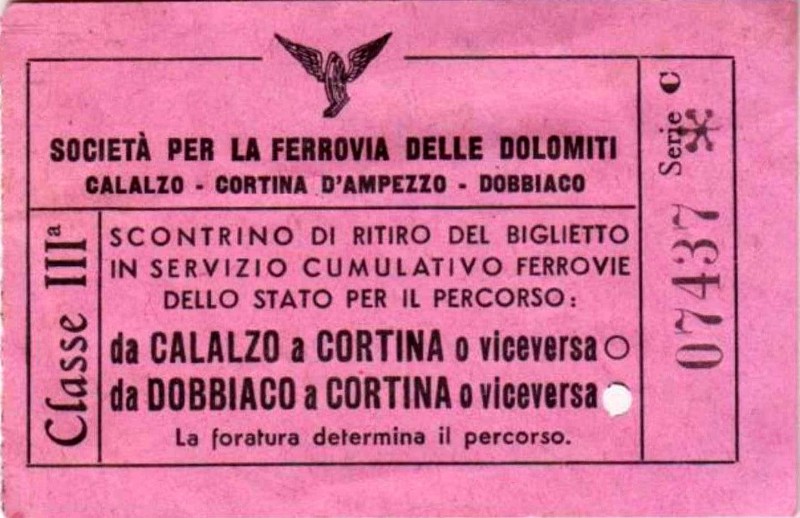 SOCIETÀ PER LA FERROVIA DELLE DOLOMITI
CALALZO - CORTINA D'AMPEZZO - DOBBIACO
Classe IIIª
SCONTRINO DI RITIRO DEL BIGLIETTO
IN SERVIZIO CUMULATIVO FERROVIE
DELLO STATO PER IL PERCORSO:
da CALALZO a CORTINA o viceversa
da DOBBIACO a CORTINA o viceversa
La foratura determina il percorso.
Serie C
07437